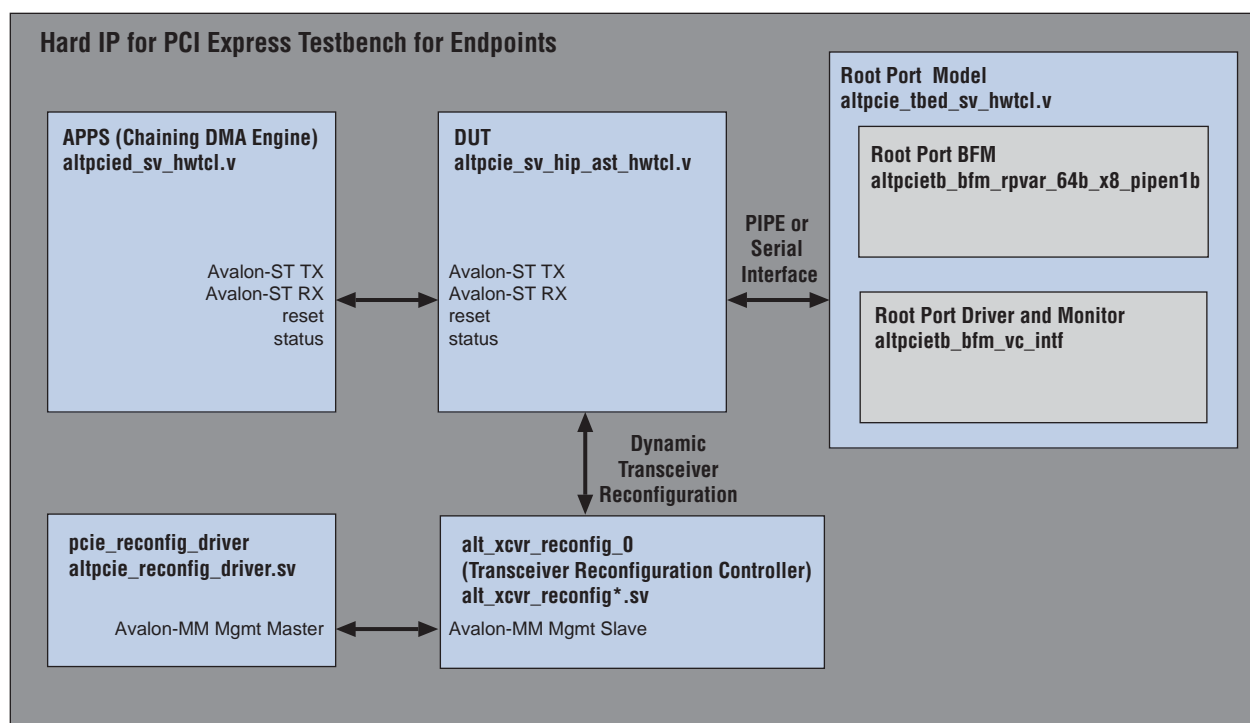 Hard IP for PCI Express Testbench for Endpoints
APPS (Chaining DMA Engine)
altpcied_sv_hwtcl.v
Avalon-ST TX
Avalon-ST RX
reset
status
DUT
altpcie_sv_hip_ast_hwtcl.v
Avalon-ST TX
Avalon-ST RX
reset
status
PIPE or
Serial
Interface
Root Port Model
altpcie_tbed_sv_hwtcl.v
Root Port BFM
altpcietb_bfm_rpvar_64b_x8_pipen1b
Root Port Driver and Monitor
altpcietb_bfm_vc_intf
Dynamic
Transceiver
Reconfiguration
pcie_reconfig_driver
altpcie_reconfig_driver.sv
Avalon-MM Mgmt Master
alt_xcvr_reconfig_0
(Transceiver Reconfiguration Controller)
alt_xcvr_reconfig*.sv
Avalon-MM Mgmt Slave